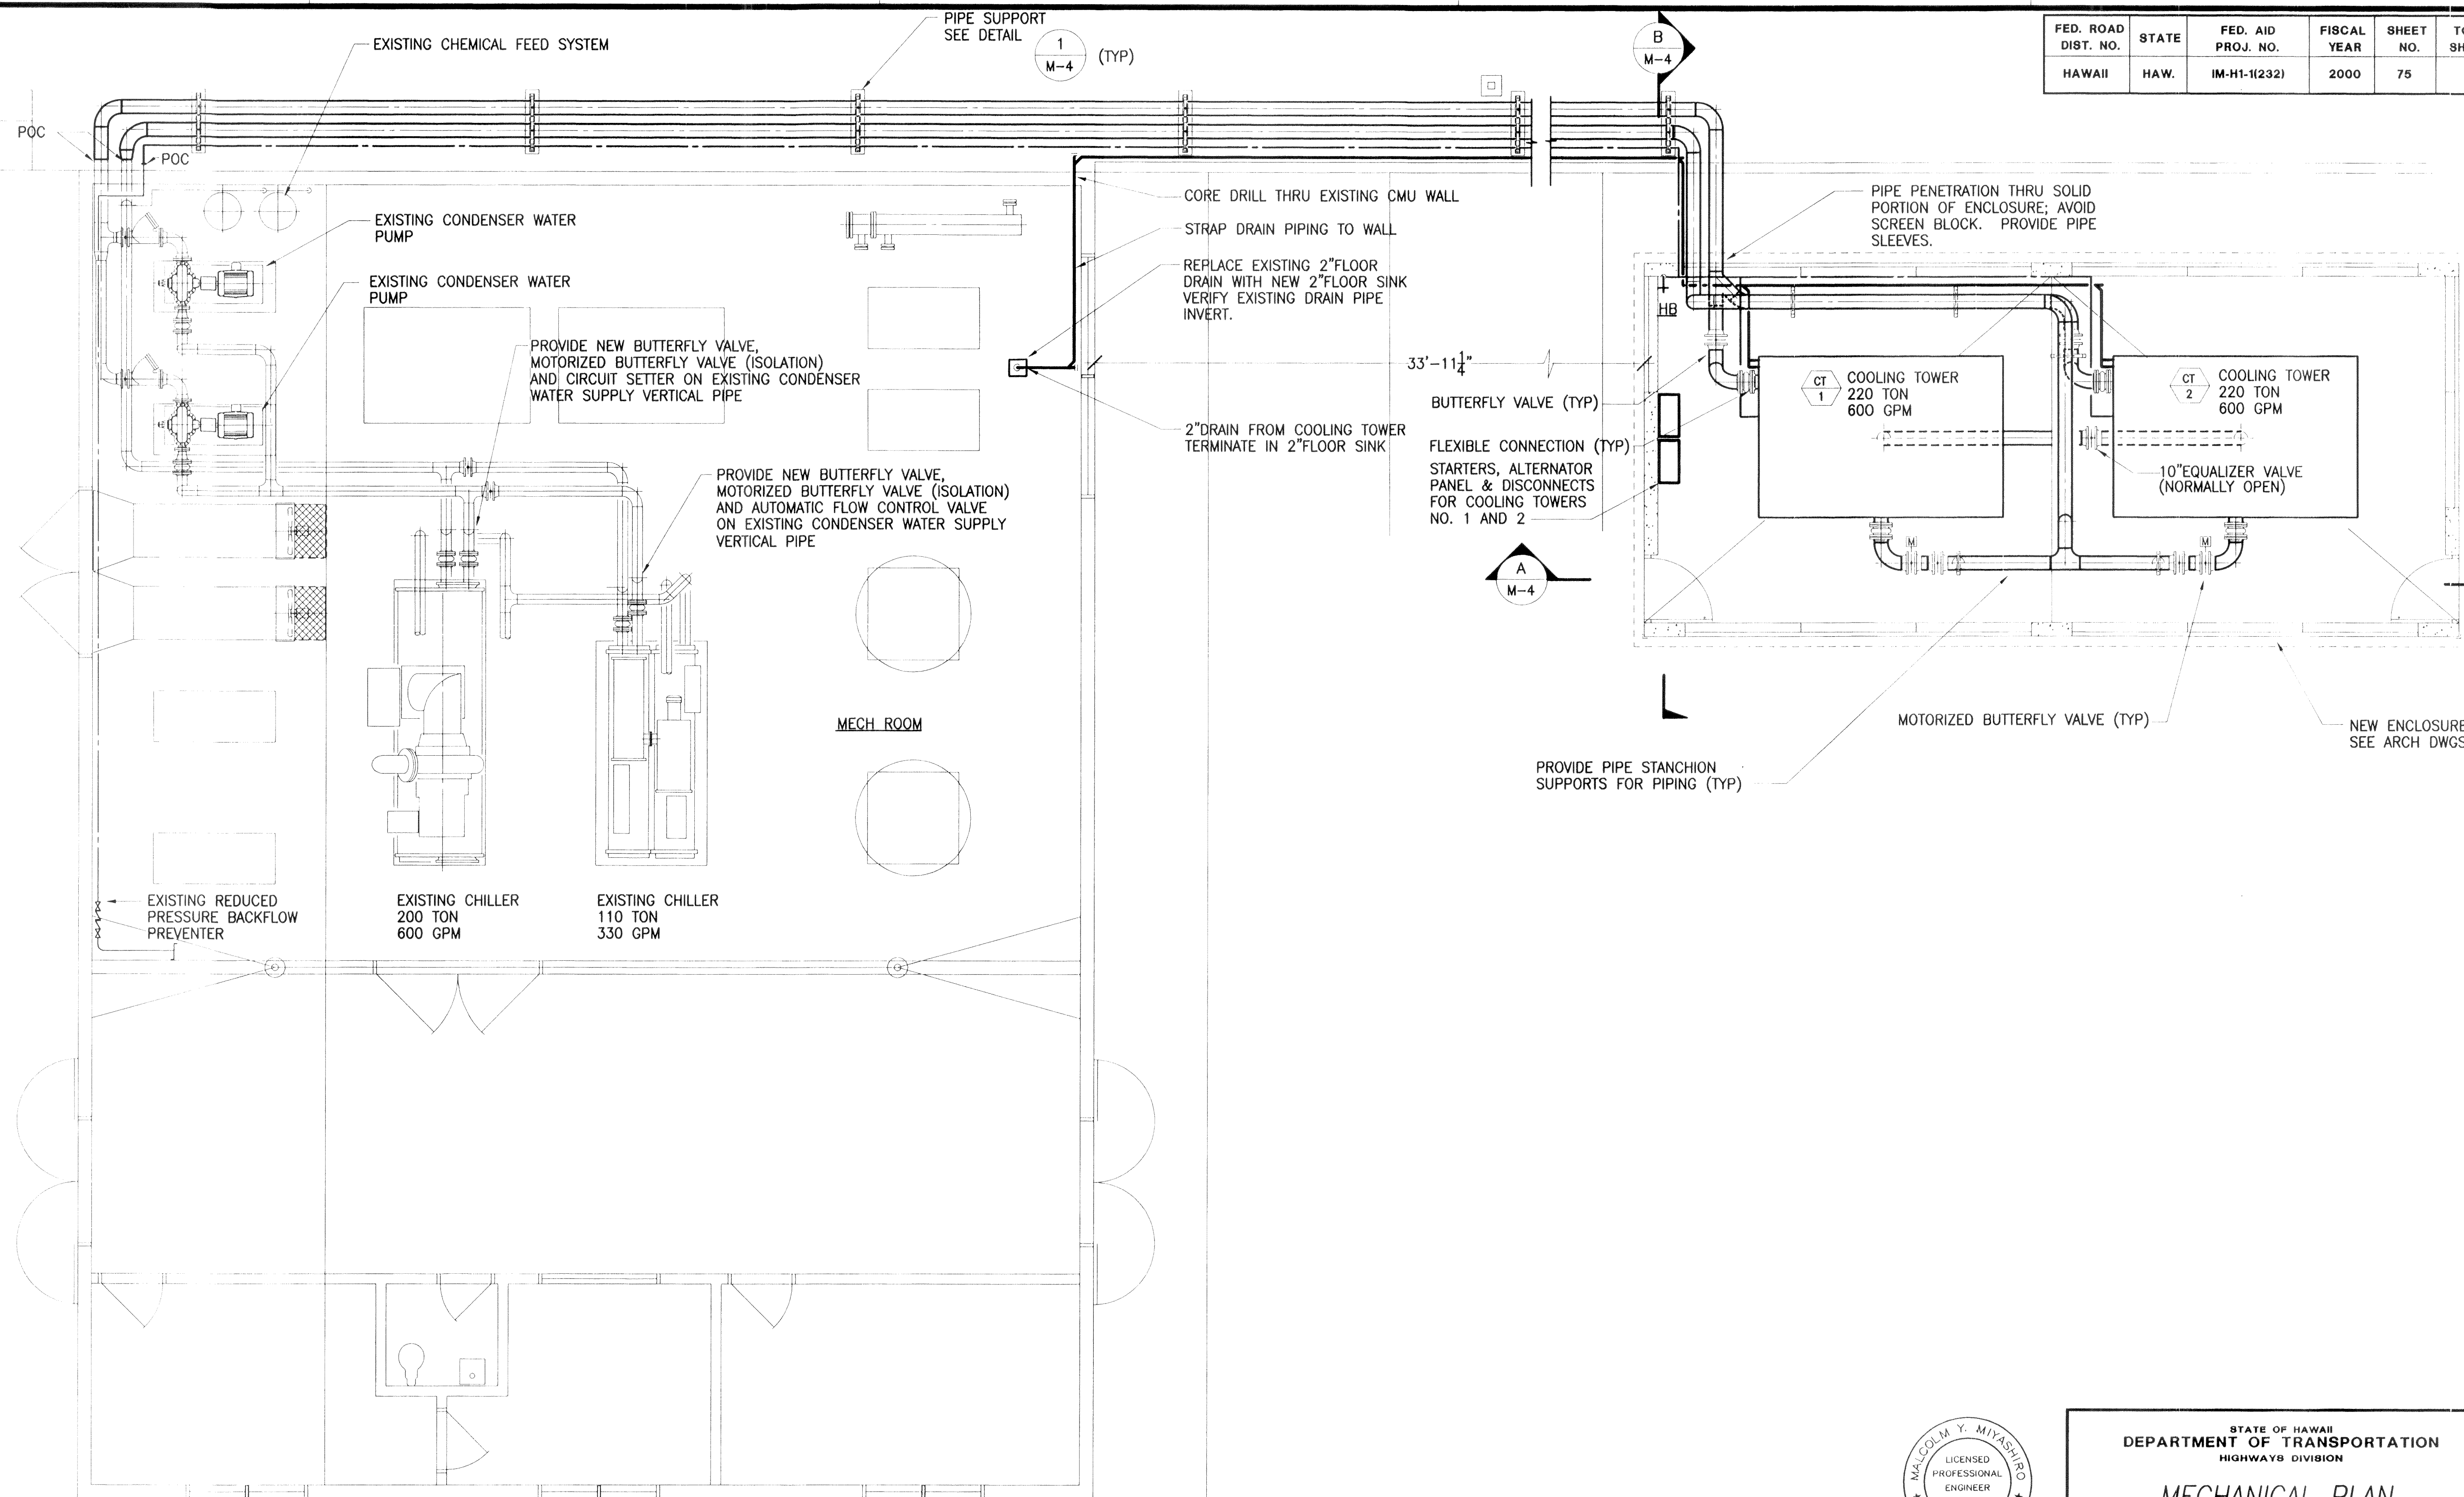 PIPE SUPPORT
SEE DETAIL
1
M-4
(TYP)
EXISTING CHEMICAL FEED SYSTEM
B
M-4
FED. ROAD DIST. NO. STATE FED. AID PROJ. NO. FISCAL YEAR SHEET NO.
HAWAII HAW. IM-H1-1(232) 2000 75
POC
POC
CORE DRILL THRU EXISTING CMU WALL
STRAP DRAIN PIPING TO WALL
REPLACE EXISTING 2"FLOOR
DRAIN WITH NEW 2"FLOOR SINK
VERIFY EXISTING DRAIN PIPE
INVERT.
PIPE PENETRATION THRU SOLID
PORTION OF ENCLOSURE; AVOID
SCREEN BLOCK. PROVIDE PIPE
SLEEVES.
EXISTING CONDENSER WATER
PUMP
EXISTING CONDENSER WATER
PUMP
HB
PROVIDE NEW BUTTERFLY VALVE,
MOTORIZED BUTTERFLY VALVE (ISOLATION)
AND CIRCUIT SETTER ON EXISTING CONDENSER
WATER SUPPLY VERTICAL PIPE
33'-11 1/4"
CT
1
COOLING TOWER
220 TON
600 GPM
CT
2
COOLING TOWER
220 TON
600 GPM
BUTTERFLY VALVE (TYP)
2"DRAIN FROM COOLING TOWER
TERMINATE IN 2"FLOOR SINK
FLEXIBLE CONNECTION (TYP)
STARTERS, ALTERNATOR
PANEL & DISCONNECTS
FOR COOLING TOWERS
NO. 1 AND 2
10"EQUALIZER VALVE
(NORMALLY OPEN)
PROVIDE NEW BUTTERFLY VALVE,
MOTORIZED BUTTERFLY VALVE (ISOLATION)
AND AUTOMATIC FLOW CONTROL VALVE
ON EXISTING CONDENSER WATER SUPPLY
VERTICAL PIPE
M
M
A
M-4
MECH ROOM
MOTORIZED BUTTERFLY VALVE (TYP)
NEW ENCLOSURE
SEE ARCH DWGS
PROVIDE PIPE STANCHION
SUPPORTS FOR PIPING (TYP)
EXISTING REDUCED
PRESSURE BACKFLOW
PREVENTER
EXISTING CHILLER
200 TON
600 GPM
EXISTING CHILLER
110 TON
330 GPM
MALCOLM Y. MIYASHIRO
LICENSED
PROFESSIONAL
ENGINEER
STATE OF HAWAII
DEPARTMENT OF TRANSPORTATION
HIGHWAYS DIVISION
MECHANICAL PLAN